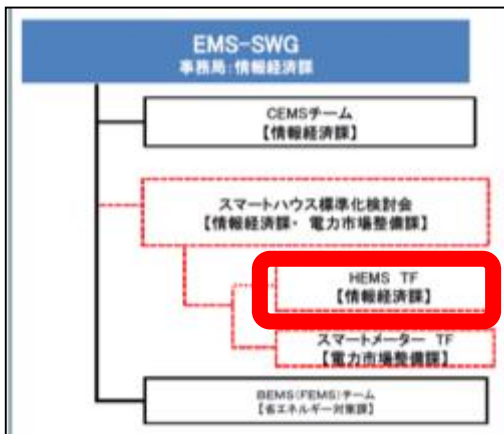 EMS-SWG
事務局:情報経済課
CEMSチーム
【情報経済課】
スマートハウス標準化検討会
【情報経済課・ 電力市場整備課】
HEMS TF
【情報経済課】
スマートメーター TF
【電力市場整備課】
BEMS(FEMS)チーム
【省エネルギー対策課】